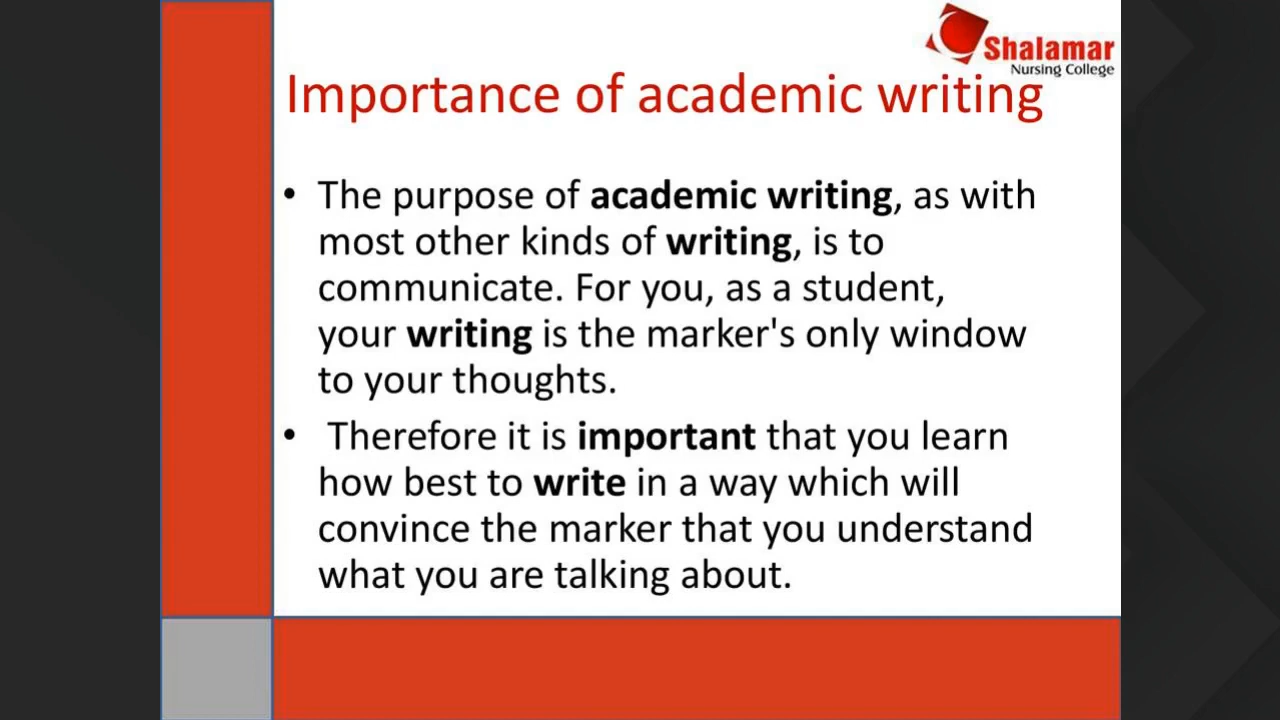 Shalamar
Nursing College
Importance of academic writing
• The purpose of academic writing, as with
most other kinds of writing, is to
communicate. For you, as a student,
your writing is the marker's only window
to your thoughts.
• Therefore it is important that you learn
how best to write in a way which will
convince the marker that you understand
what you are talking about.